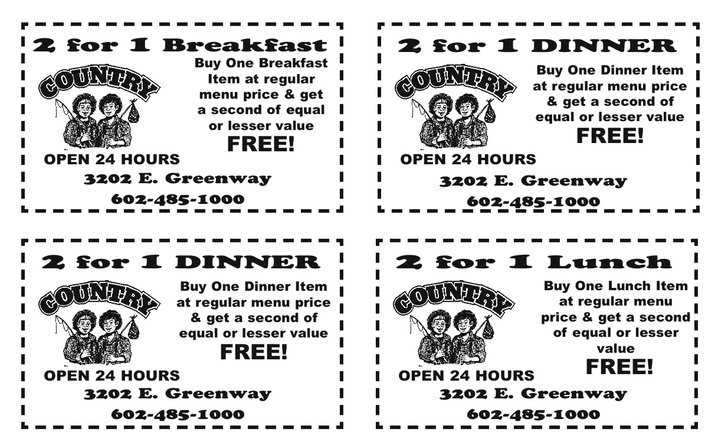 2 for 1 Breakfast
COUNTRY
Buy One Breakfast
Item at regular
menu price & get
a second of equal
or lesser value
FREE!
OPEN 24 HOURS
3202 E. Greenway
602-485-1000
2 for 1 DINNER
COUNTRY
Buy One Dinner Item
at regular menu price
& get a second of
equal or lesser value
FREE!
OPEN 24 HOURS
3202 E. Greenway
602-485-1000
2 for 1 DINNER
COUNTRY
Buy One Dinner Item
at regular menu price
& get a second of
equal or lesser value
FREE!
OPEN 24 HOURS
3202 E. Greenway
602-485-1000
2 for 1 Lunch
COUNTRY
Buy One Lunch Item
at regular menu
price & get a second
of equal or lesser
value
FREE!
OPEN 24 HOURS
3202 E. Greenway
602-485-1000